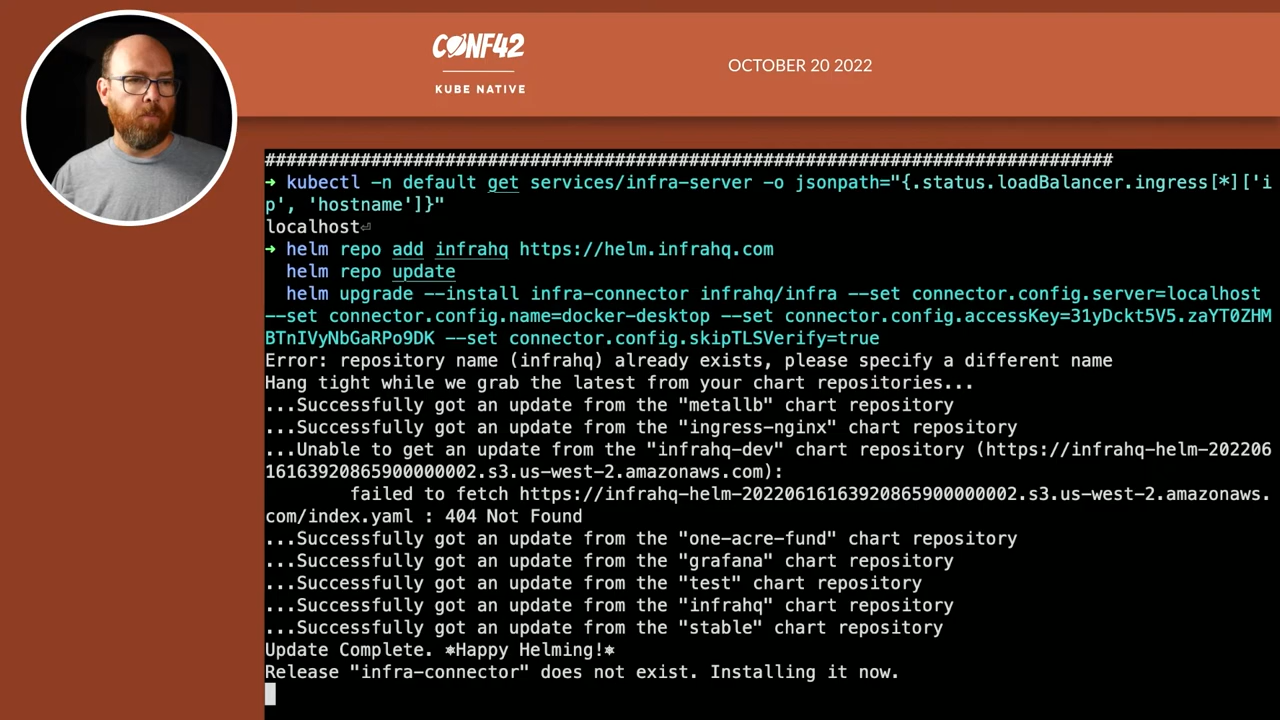 CONF42
KUBE NATIVE
OCTOBER 20 2022
################################################################################
➜ kubectl -n default get services/infra-server -o jsonpath="{.status.loadBalancer.ingress[*]['i
p', 'hostname']}"
localhost⏎
➜ helm repo add infrahq https://helm.infrahq.com
helm repo update
helm upgrade --install infra-connector infrahq/infra --set connector.config.server=localhost
--set connector.config.name=docker-desktop --set connector.config.accessKey=31yDckt5V5.zaYT0ZHM
BTnIVyNbGaRPo9DK --set connector.config.skipTLSVerify=true
Error: repository name (infrahq) already exists, please specify a different name
Hang tight while we grab the latest from your chart repositories...
...Successfully got an update from the "metallb" chart repository
...Successfully got an update from the "ingress-nginx" chart repository
...Unable to get an update from the "infrahq-dev" chart repository (https://infrahq-helm-202206
16163920865900000002.s3.us-west-2.amazonaws.com):
failed to fetch https://infrahq-helm-20220616163920865900000002.s3.us-west-2.amazonaws.
com/index.yaml : 404 Not Found
...Successfully got an update from the "one-acre-fund" chart repository
...Successfully got an update from the "grafana" chart repository
...Successfully got an update from the "test" chart repository
...Successfully got an update from the "infrahq" chart repository
...Successfully got an update from the "stable" chart repository
Update Complete. ⎈Happy Helming!⎈
Release "infra-connector" does not exist. Installing it now.